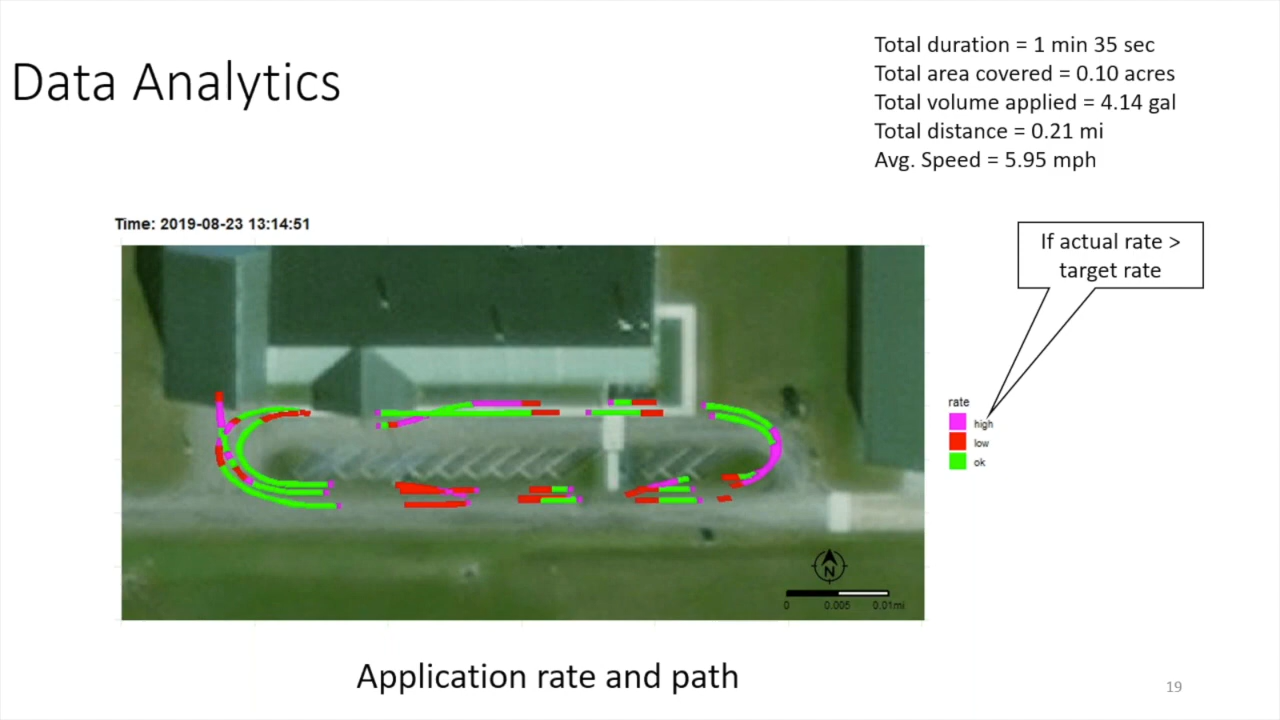 Data Analytics
Total duration = 1 min 35 sec
Total area covered = 0.10 acres
Total volume applied = 4.14 gal
Total distance = 0.21 mi
Avg. Speed = 5.95 mph
Time: 2019-08-23 13:14:51
If actual rate >
target rate
rate
high
low
ok
N
0 0.005 0.01mi
Application rate and path
19